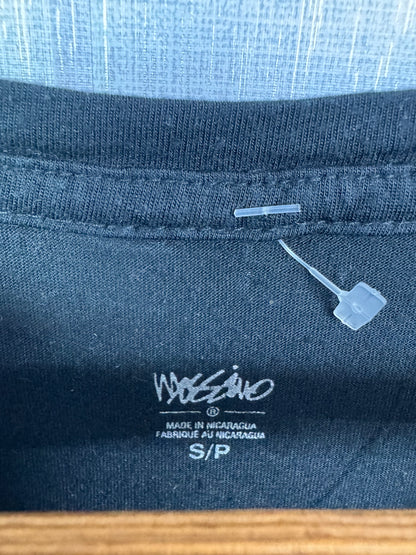 Mossimo
®
MADE IN NICARAGUA
FABRIQUÉ AU NICARAGUA
S/P